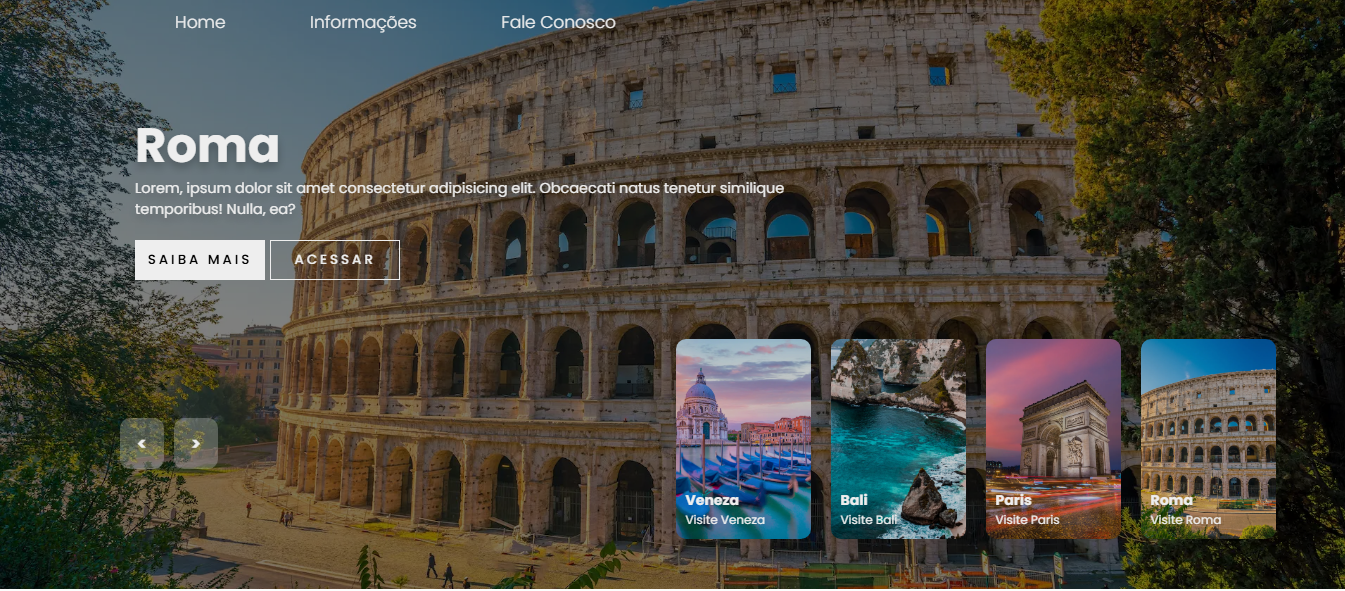 Home Informações Fale Conosco
Roma
Lorem, ipsum dolor sit amet consectetur adipisicing elit. Obcaecati natus tenetur similique
temporibus! Nulla, ea?
SAIBA MAIS ACESSAR
‹ ›
Veneza
Visite Veneza
Bali
Visite Bali
Paris
Visite Paris
Roma
Visite Roma